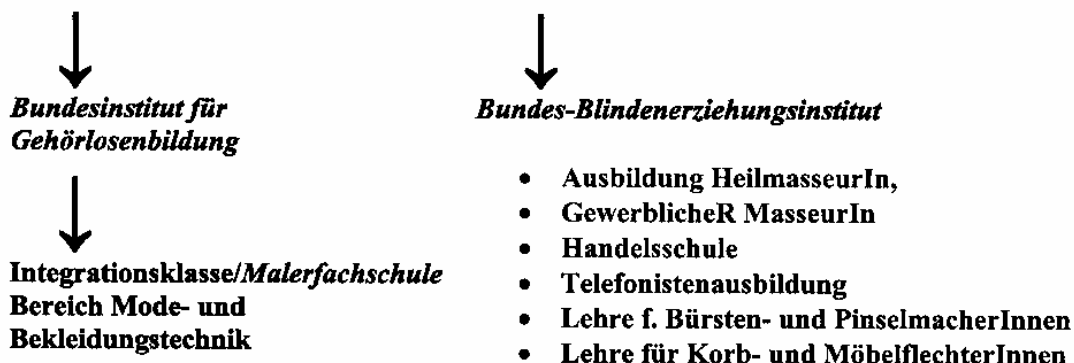 Bundesinstitut für
Gehörlosenbildung
Integrationsklasse/Malerfachschule
Bereich Mode- und
Bekleidungstechnik
Bundes-Blindenerziehungsinstitut
• Ausbildung HeilmasseurIn,
• GewerblicheR MasseurIn
• Handelsschule
• Telefonistenausbildung
• Lehre f. Bürsten- und PinselmacherInnen
• Lehre für Korb- und MöbelflechterInnen